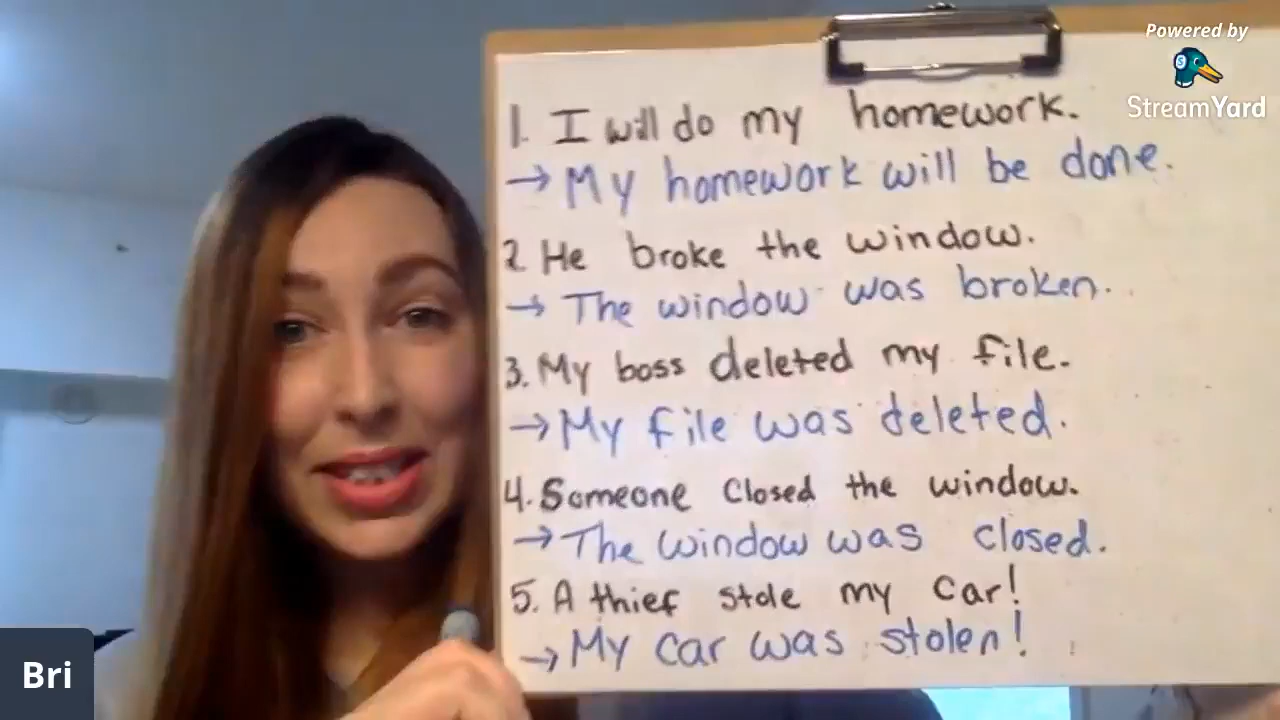 Powered by
StreamYard
1. I will do my homework.
→ My homework will be done.
2. He broke the window.
→ The window was broken.
3. My boss deleted my file.
→ My file was deleted.
4. Someone closed the window.
→ The window was closed.
5. A thief stole my car!
→ My car was stolen!
Bri